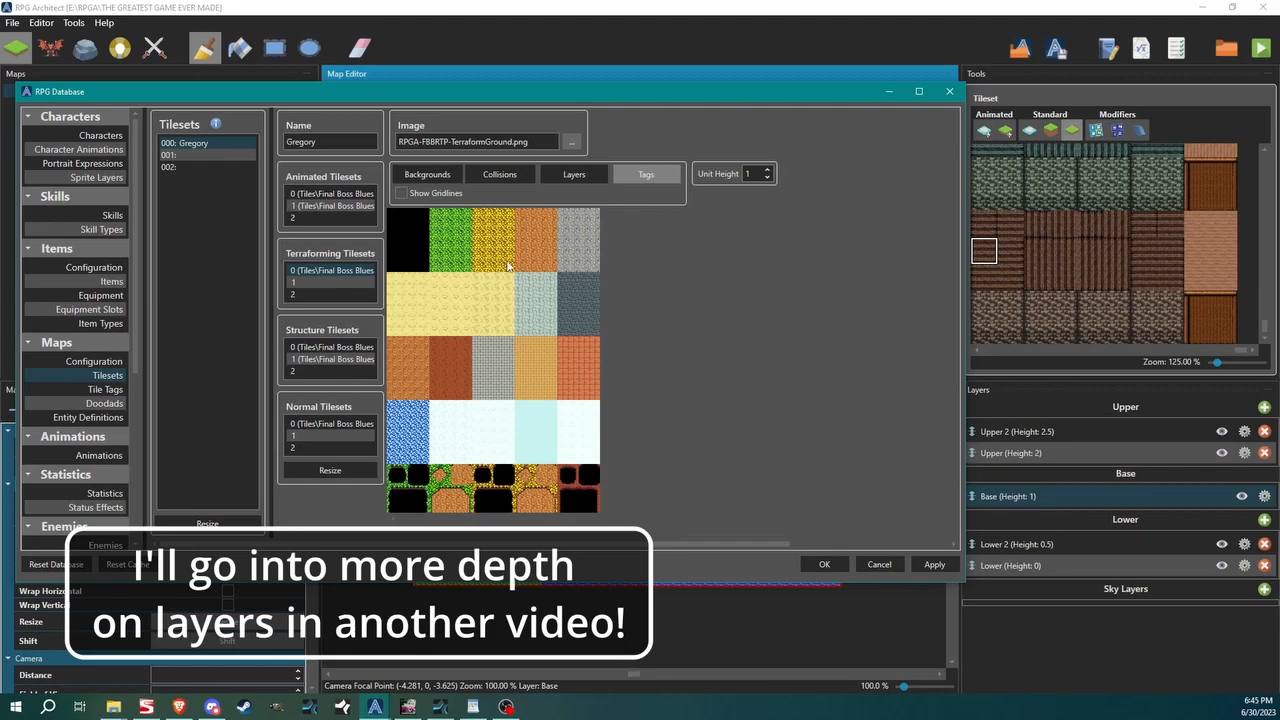 RPG Architect [E:\RPGA\THE GREATEST GAME EVER MADE]
File Editor Tools Help
Maps
Map Editor
Tools
RPG Database
Characters
Characters
Character Animations
Portrait Expressions
Sprite Layers
Skills
Skills
Skill Types
Items
Configuration
Items
Equipment
Equipment Slots
Item Types
Maps
Configuration
Tilesets
Tile Tags
Doodads
Entity Definitions
Animations
Animations
Statistics
Statistics
Status Effects
Enemies
Enemies
Reset Database
Tilesets
000: Gregory
001:
002:
Resize
Name
Gregory
Animated Tilesets
0 (Tiles\Final Boss Blues
1 (Tiles\Final Boss Blues
2
Terraforming Tilesets
0 (Tiles\Final Boss Blues
1
2
Structure Tilesets
0 (Tiles\Final Boss Blues
1 (Tiles\Final Boss Blues
2
Normal Tilesets
0 (Tiles\Final Boss Blues
1
2
Resize
Image
RPGA-FBBRTP-TerraformGround.png
...
Backgrounds Collisions Layers Tags
Show Gridlines
Unit Height 1
OK Cancel Apply
Tileset
Animated Standard Modifiers
Zoom: 125.00 %
Layers
Upper
Upper 2 (Height: 2.5)
Upper (Height: 2)
Base
Base (Height: 1)
Lower
Lower 2 (Height: 0.5)
Lower (Height: 0)
Sky Layers
I'll go into more depth
on layers in another video!
Wrap Horizontal
Wrap Vertical
Resize
Shift
Shift
Camera
Distance
Camera Focal Point: (-4.281, 0, -3.625) Zoom: 100.00 % Layer: Base
100.0 %
6:45 PM
6/30/2023